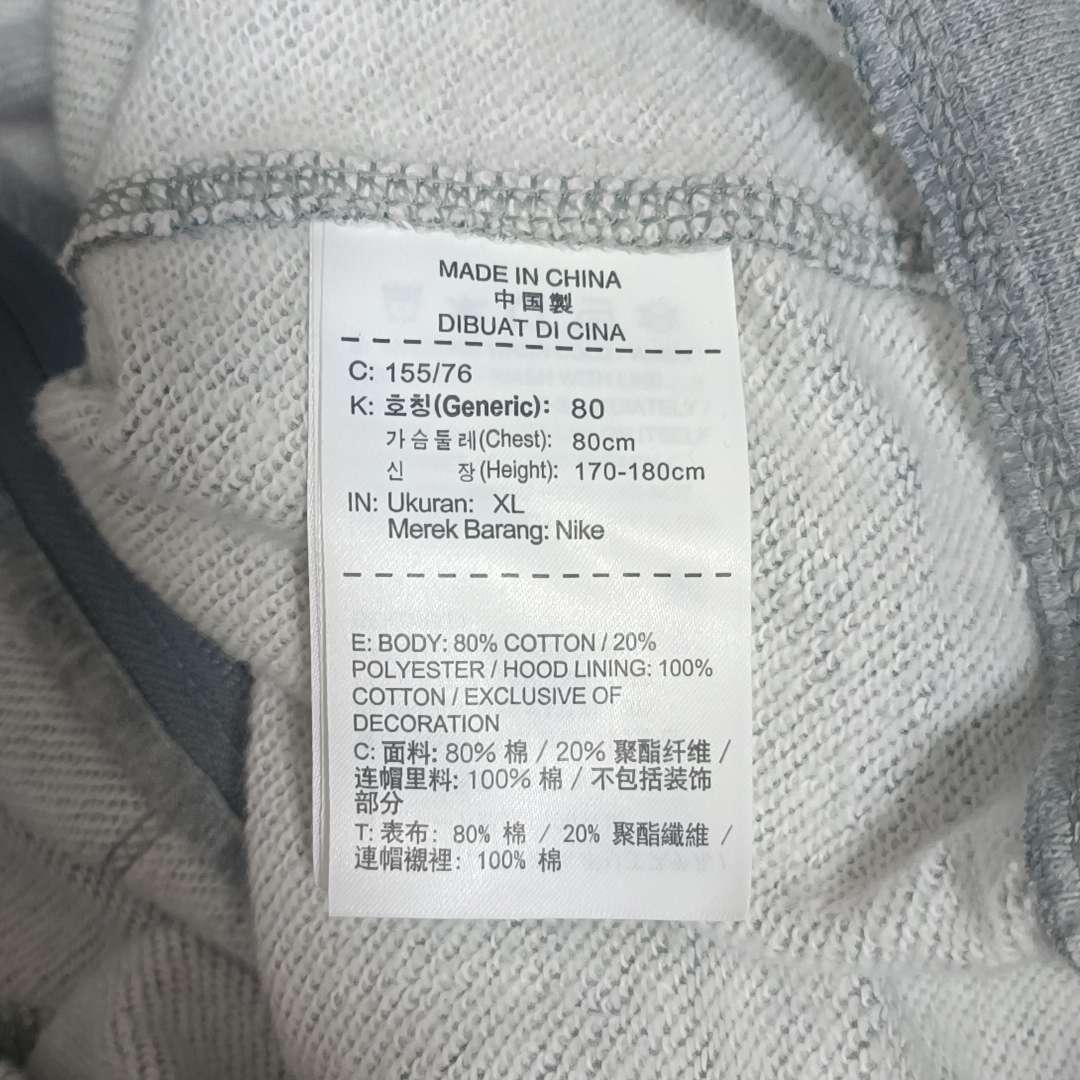 MADE IN CHINA
中国製
DIBUAT DI CINA
C: 155/76
K: 호칭(Generic): 80
가슴둘레(Chest): 80cm
신 장(Height): 170-180cm
IN: Ukuran: XL
Merek Barang: Nike
E: BODY: 80% COTTON / 20%
POLYESTER / HOOD LINING: 100%
COTTON / EXCLUSIVE OF
DECORATION
C: 面料: 80% 棉 / 20% 聚酯纤维 /
连帽里料: 100% 棉 / 不包括装饰
部分
T: 表布: 80% 棉 / 20% 聚酯纖維 /
連帽襯裡: 100% 棉